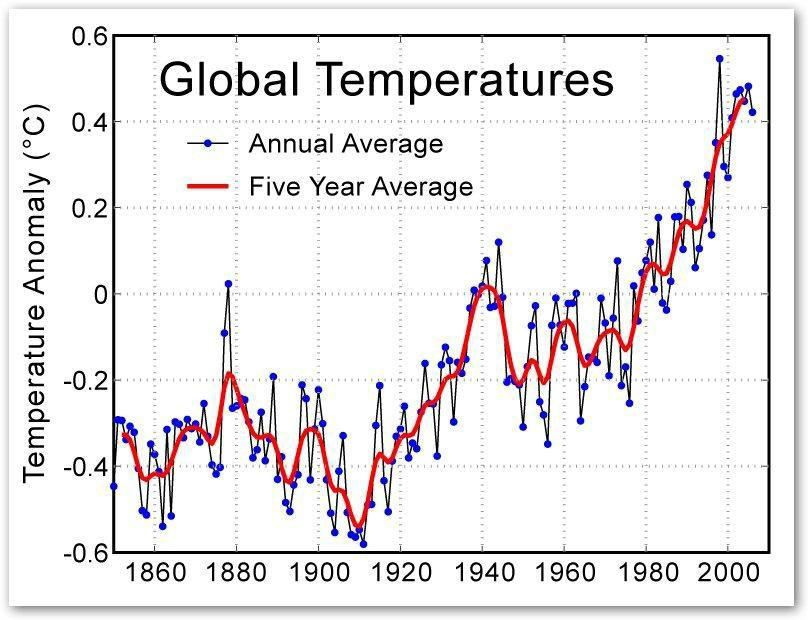 Global Temperatures
Annual Average
Five Year Average
Temperature Anomaly (°C)
0.6
0.4
0.2
0
-0.2
-0.4
-0.6
1860 1880 1900 1920 1940 1960 1980 2000